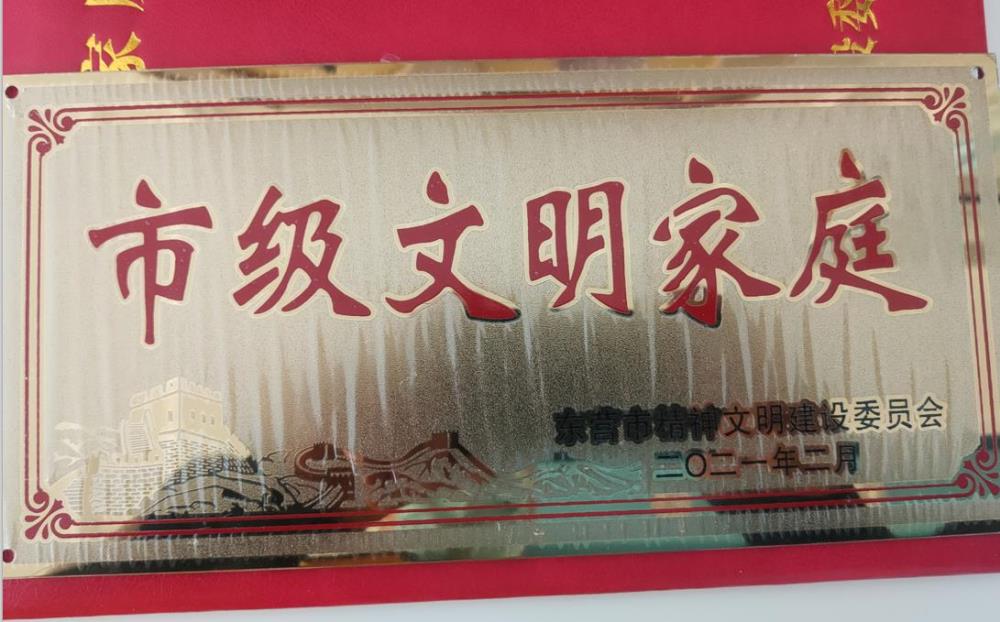 市级文明家庭
东营市精神文明建设委员会
二〇二一年二月